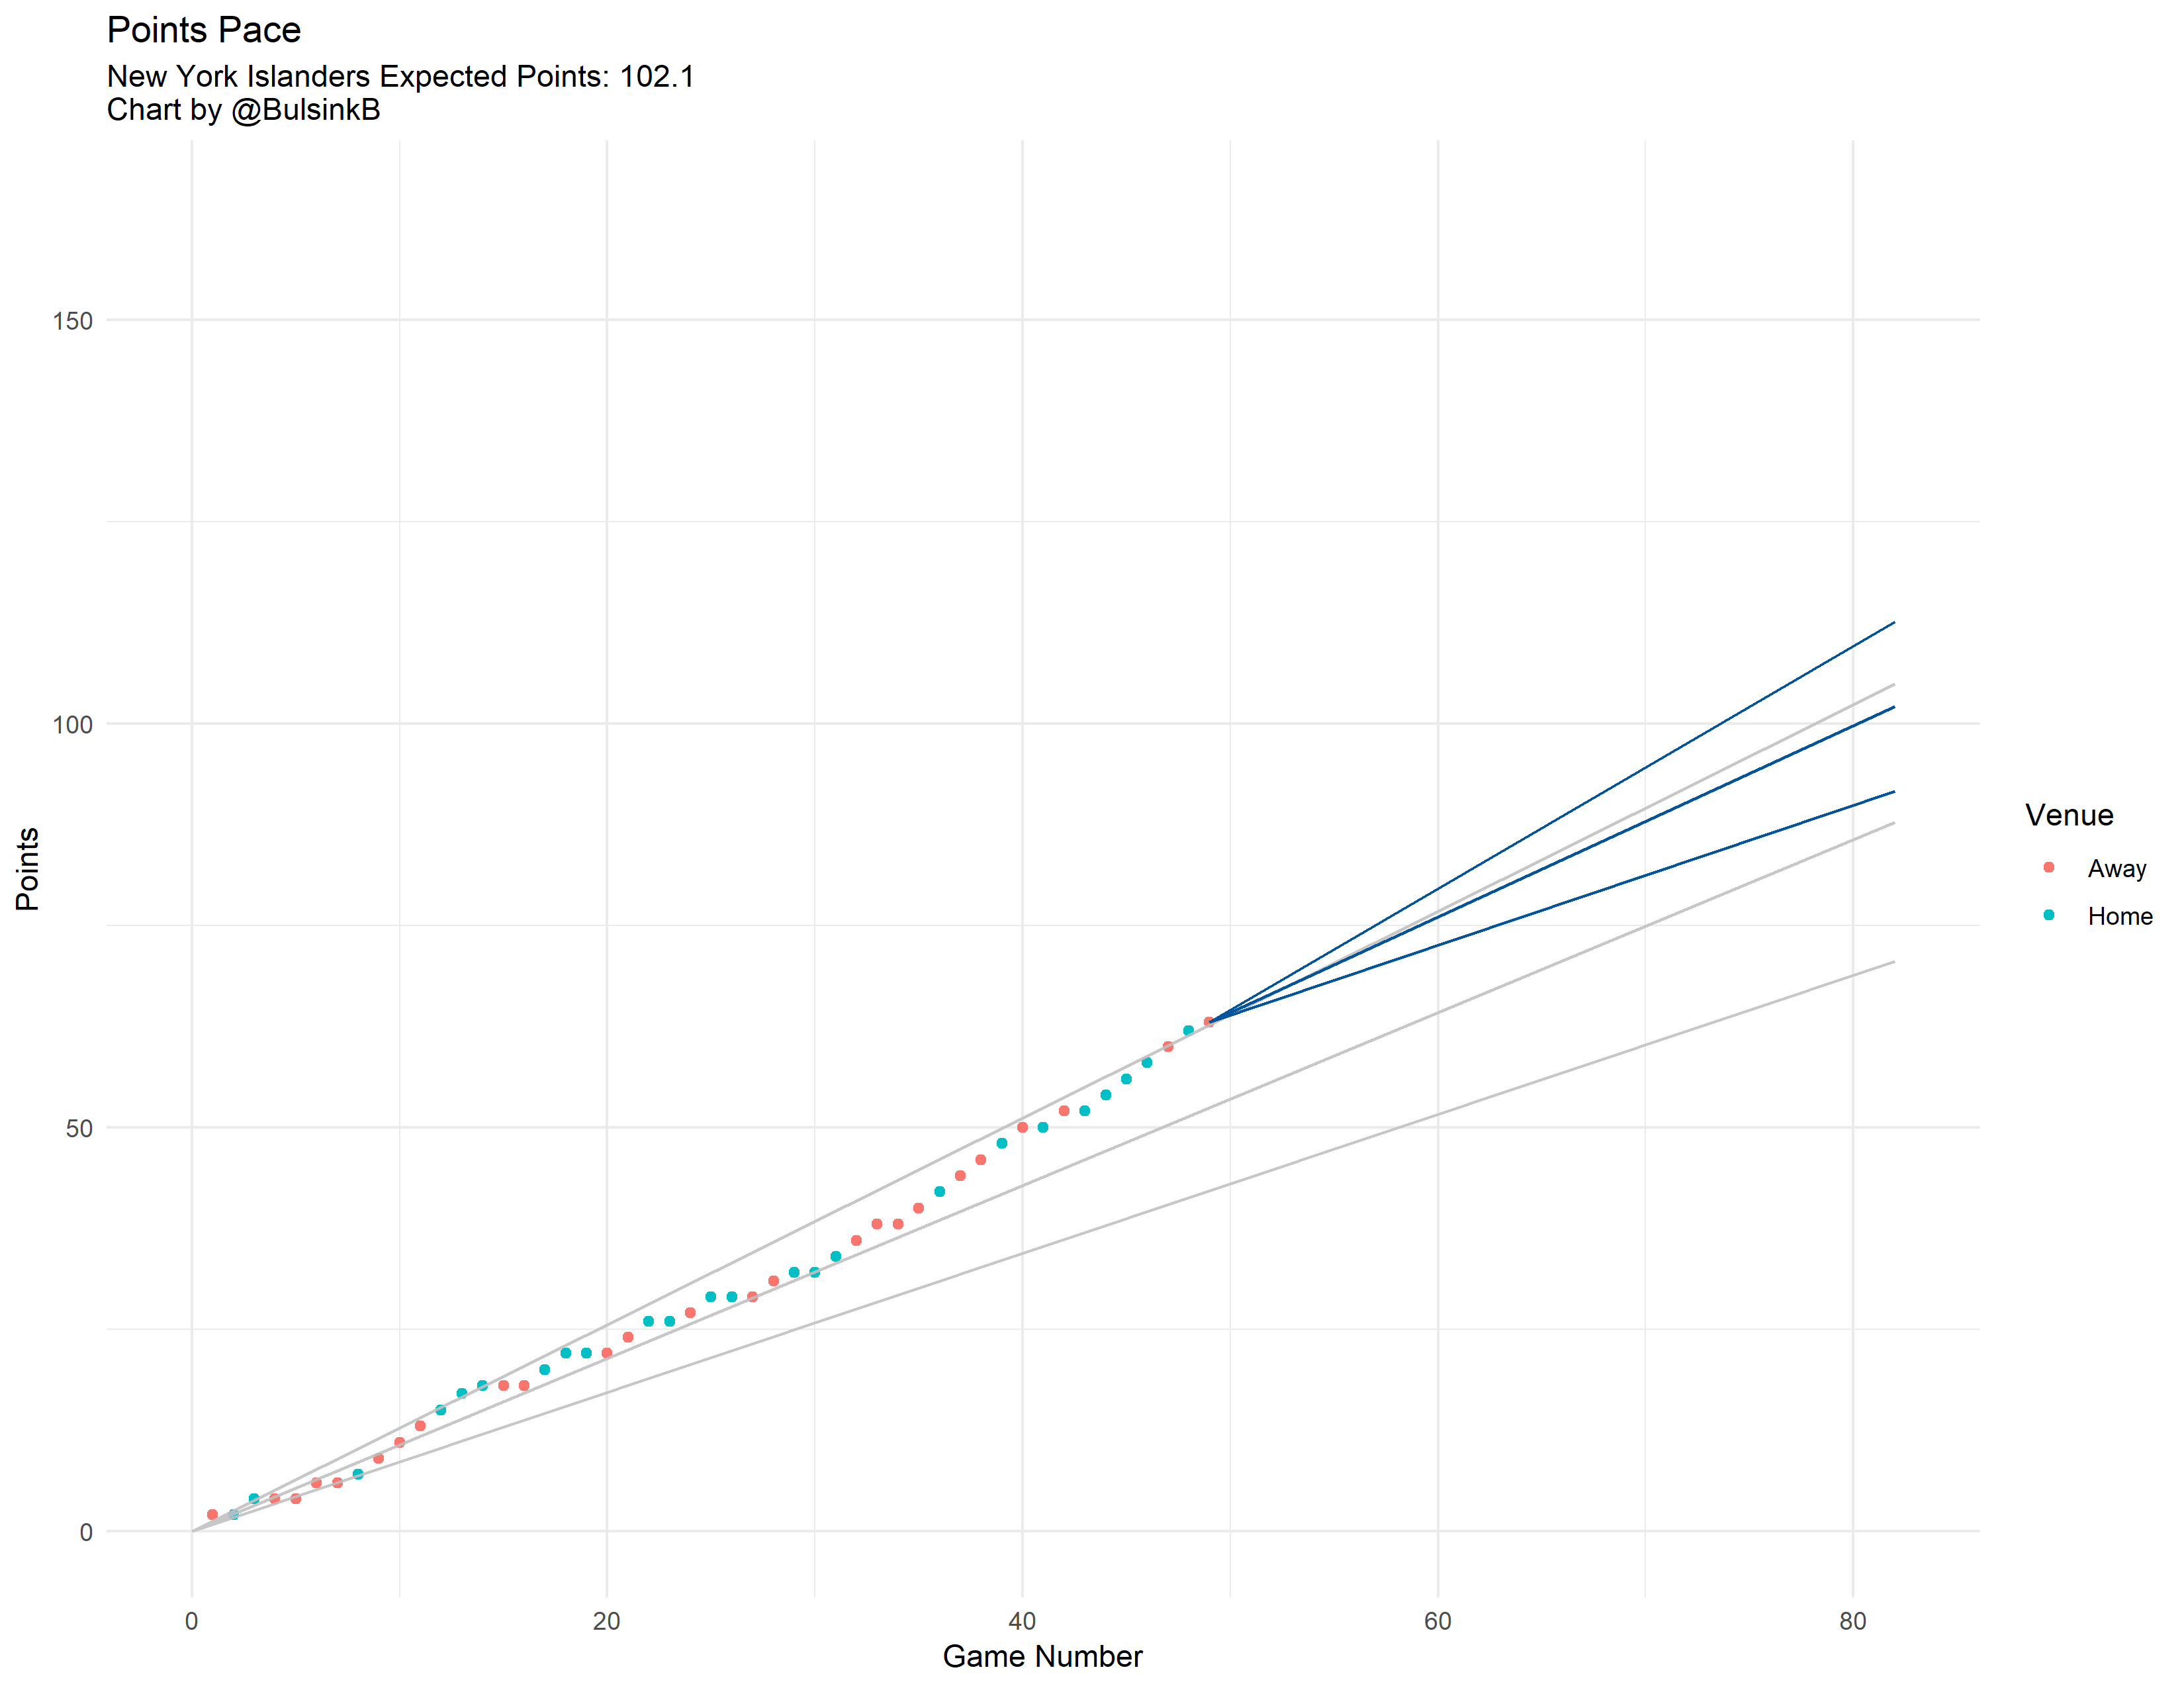 Points Pace
New York Islanders Expected Points: 102.1
Chart by @BulsinkB
150
100
50
0
Points
0
20
40
60
80
Game Number
Venue
Away
Home